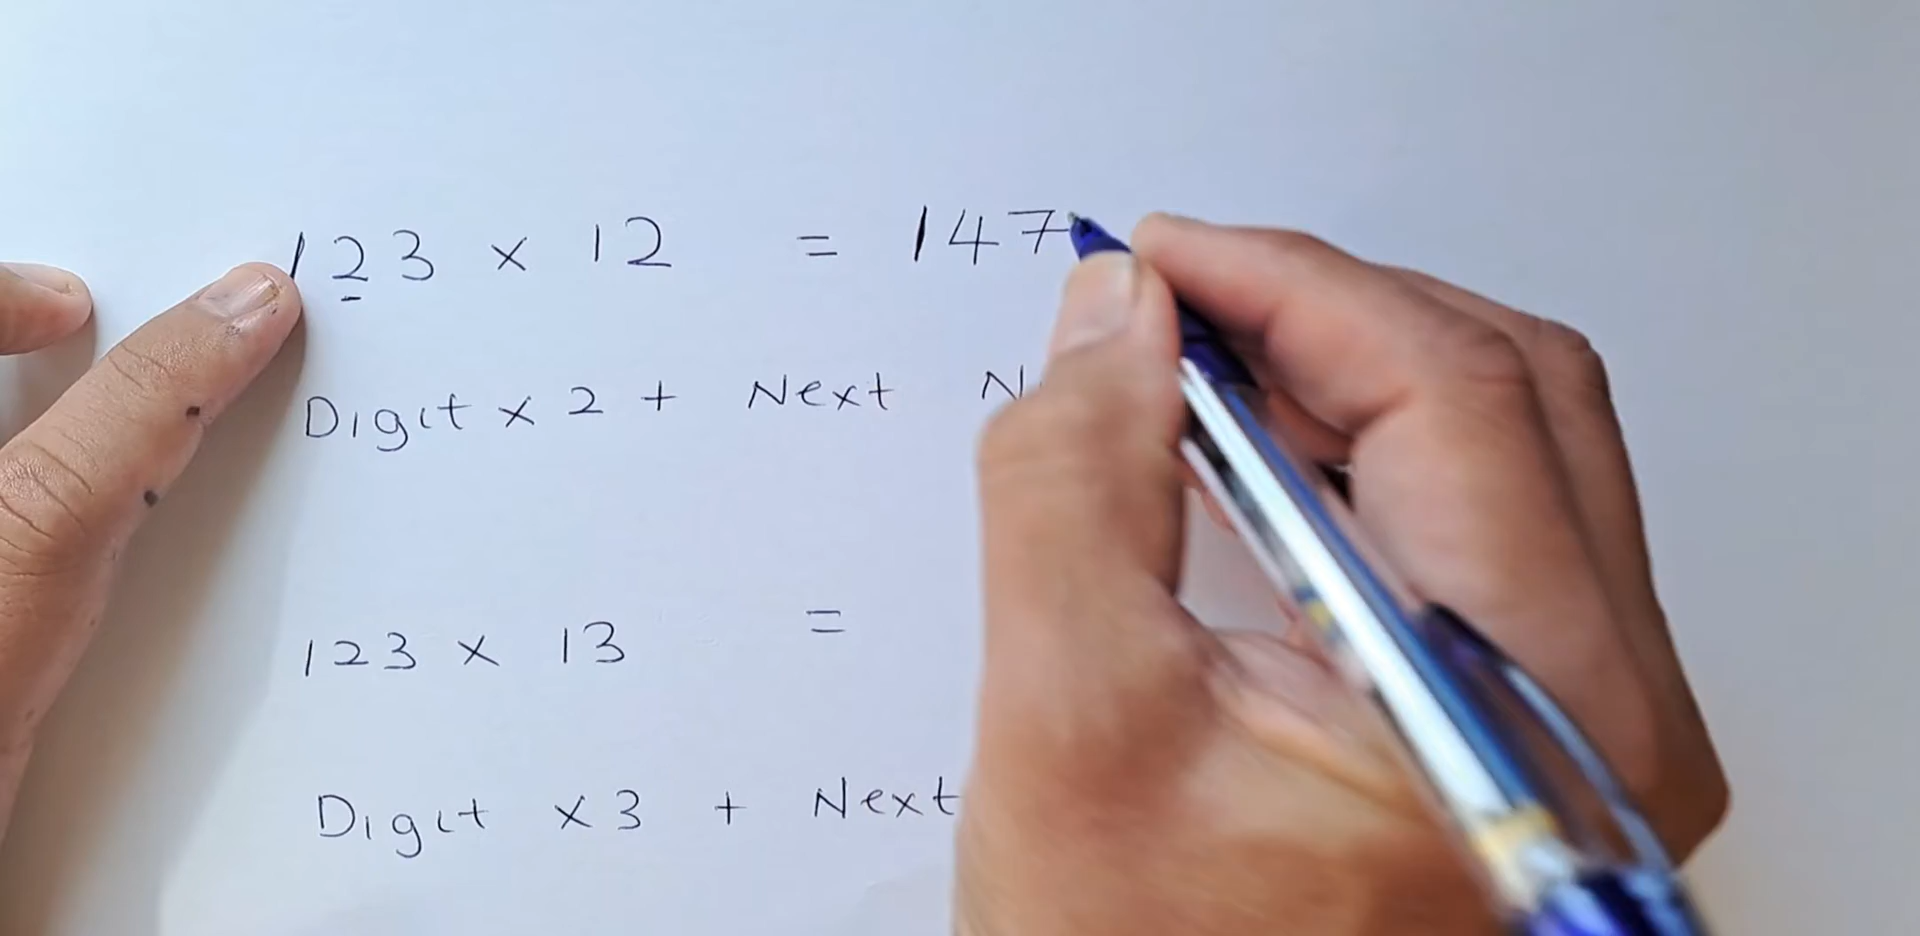 123 × 12 = 147
Digit × 2 + Next
123 × 13 =
Digit ×3 + Next